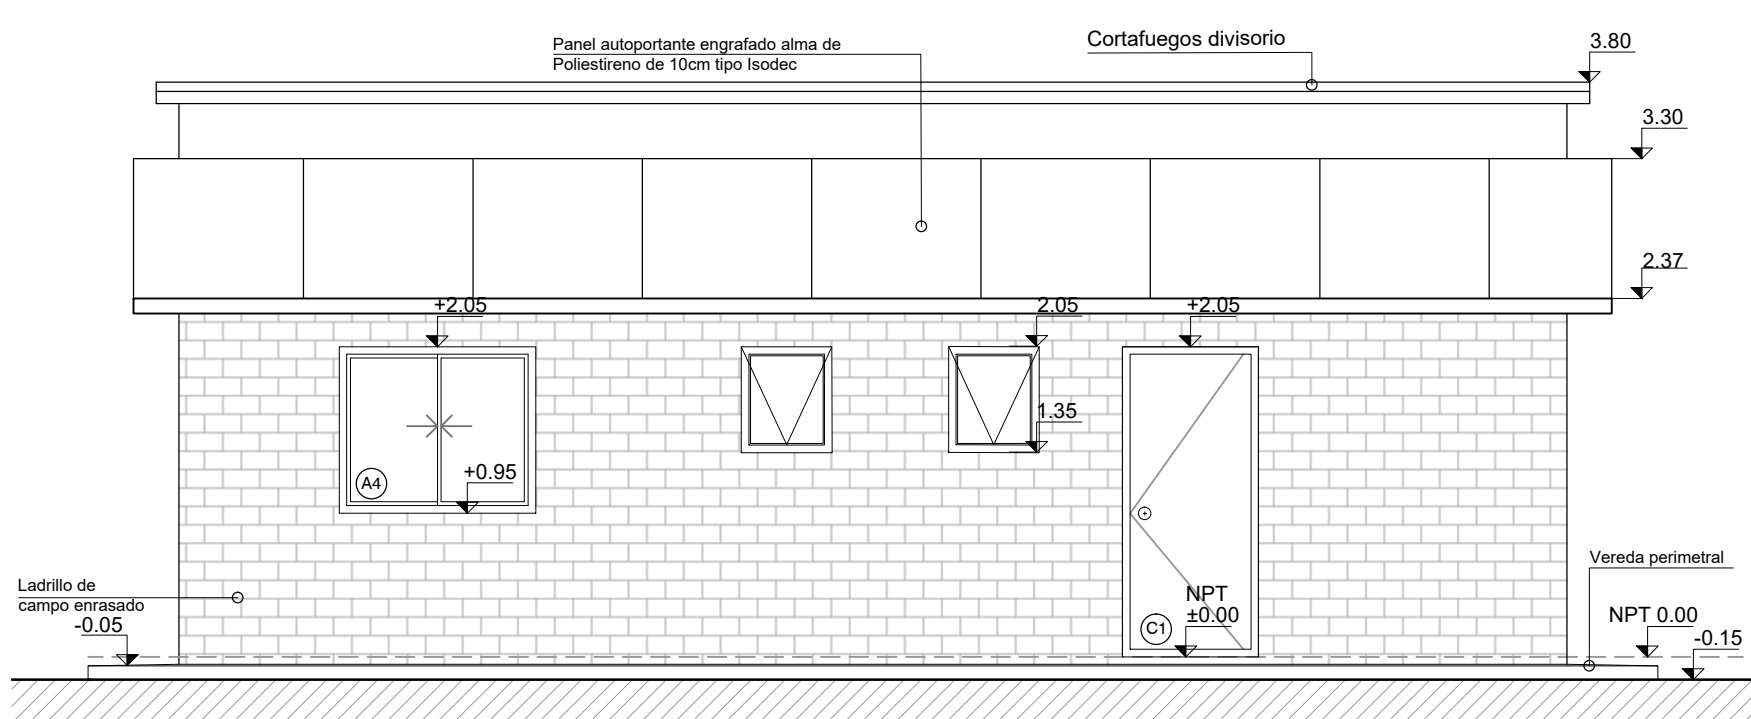 Panel autoportante engrafado alma de
Poliestireno de 10cm tipo Isodec
Cortafuegos divisorio
3.80
3.30
2.37
+2.05
2.05
+2.05
1.35
+0.95
A4
Ladrillo de
campo enrasado
-0.05
NPT
±0.00
C1
Vereda perimetral
NPT 0.00
-0.15